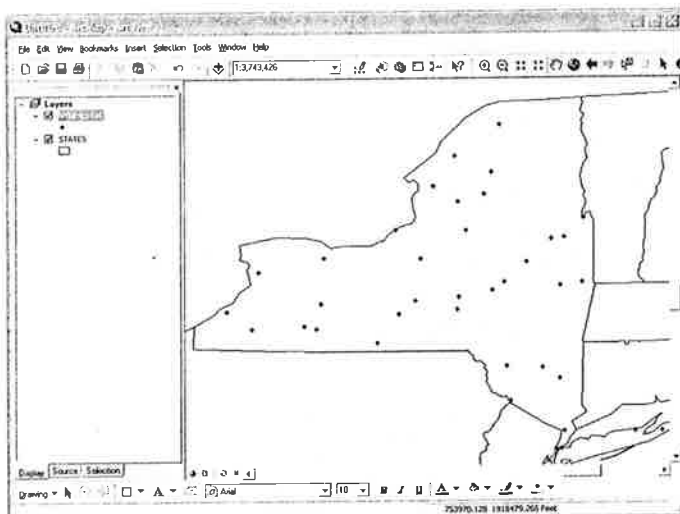 File Edit View Bookmarks Insert Selection Tools Window Help
1:3,743,426
Layers
STATES
Display Source Selection
Drawing Arial 10 B I U A
753970.128 1918479.265 Feet